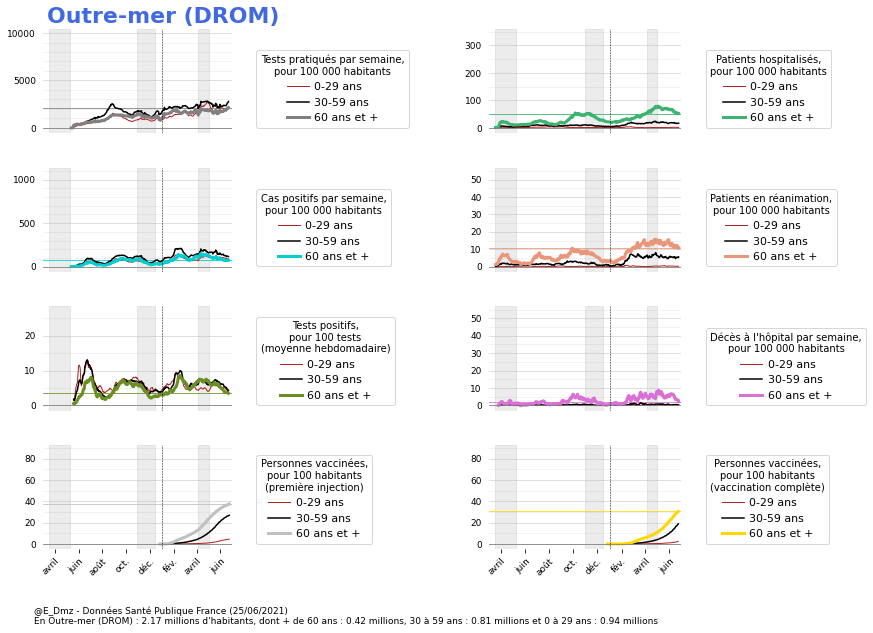 Outre-mer (DROM)
10000
5000
0
Tests pratiqués par semaine,
pour 100 000 habitants
0-29 ans
30-59 ans
60 ans et +
300
200
100
0
Patients hospitalisés,
pour 100 000 habitants
0-29 ans
30-59 ans
60 ans et +
1000
500
0
Cas positifs par semaine,
pour 100 000 habitants
0-29 ans
30-59 ans
60 ans et +
50
40
30
20
10
0
Patients en réanimation,
pour 100 000 habitants
0-29 ans
30-59 ans
60 ans et +
20
10
0
Tests positifs,
pour 100 tests
(moyenne hebdomadaire)
0-29 ans
30-59 ans
60 ans et +
50
40
30
20
10
0
Décès à l'hôpital par semaine,
pour 100 000 habitants
0-29 ans
30-59 ans
60 ans et +
80
60
40
20
0
avril
juin
août
oct.
déc.
fév.
avril
juin
Personnes vaccinées,
pour 100 habitants
(première injection)
0-29 ans
30-59 ans
60 ans et +
80
60
40
20
0
avril
juin
août
oct.
déc.
fév.
avril
juin
Personnes vaccinées,
pour 100 habitants
(vaccination complète)
0-29 ans
30-59 ans
60 ans et +
@E_Dmz - Données Santé Publique France (25/06/2021)
En Outre-mer (DROM) : 2.17 millions d'habitants, dont + de 60 ans : 0.42 millions, 30 à 59 ans : 0.81 millions et 0 à 29 ans : 0.94 millions